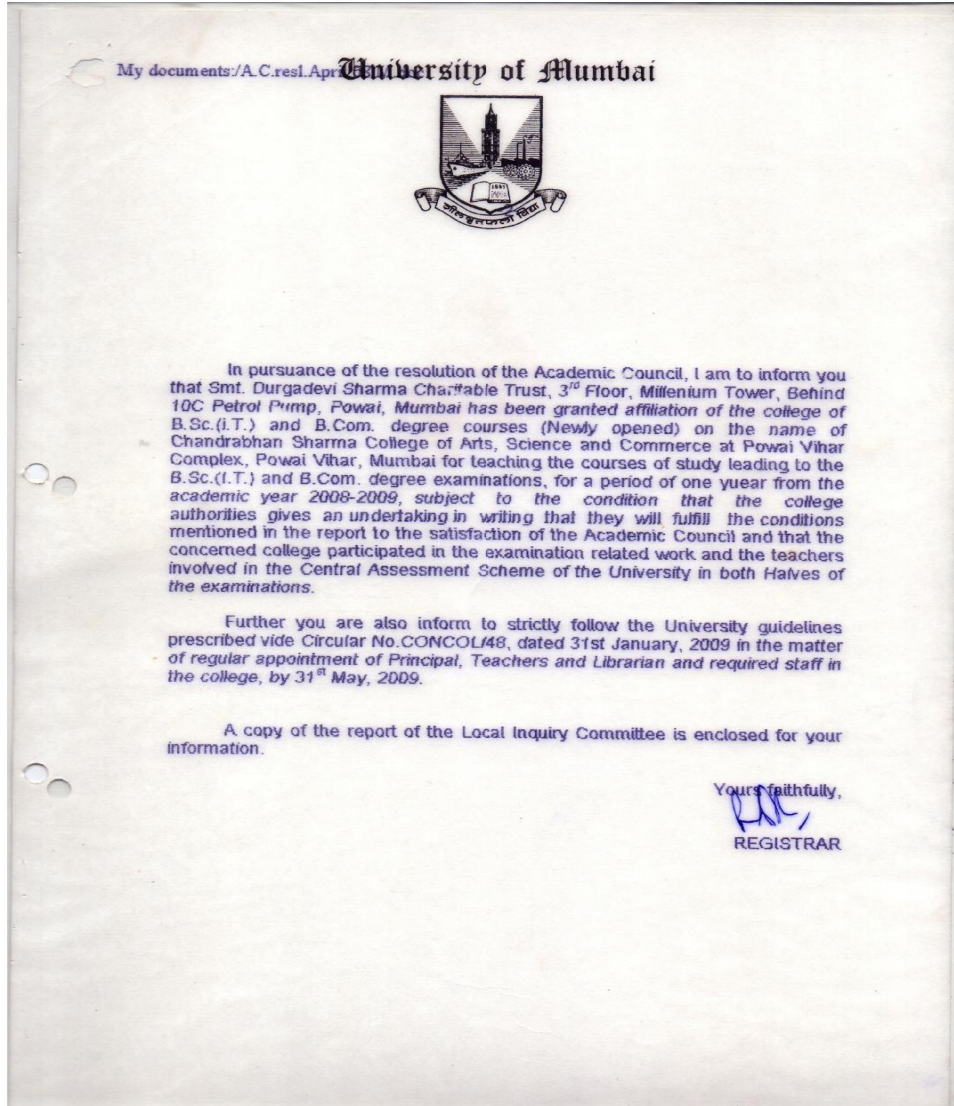 My documents:/A.C.resl.Apri
University of Mumbai
1857
शीलवृत्तफला विद्या
In pursuance of the resolution of the Academic Council, I am to inform you
that Smt. Durgadevi Sharma Charitable Trust, 3rd Floor, Millenium Tower, Behind
10C Petrol Pump, Powai, Mumbai has been granted affiliation of the college of
B.Sc.(I.T.) and B.Com. degree courses (Newly opened) on the name of
Chandrabhan Sharma College of Arts, Science and Commerce at Powai Vihar
Complex, Powai Vihar, Mumbai for teaching the courses of study leading to the
B.Sc.(I.T.) and B.Com. degree examinations, for a period of one yuear from the
academic year 2008-2009, subject to the condition that the college
authorities gives an undertaking in writing that they will fulfill the conditions
mentioned in the report to the satisfaction of the Academic Council and that the
concerned college participated in the examination related work and the teachers
involved in the Central Assessment Scheme of the University in both Halves of
the examinations.
Further you are also inform to strictly follow the University guidelines
prescribed vide Circular No.CONCOL/48, dated 31st January, 2009 in the matter
of regular appointment of Principal, Teachers and Librarian and required staff in
the college, by 31st May, 2009.
A copy of the report of the Local Inquiry Committee is enclosed for your
information.
Yours faithfully,
REGISTRAR